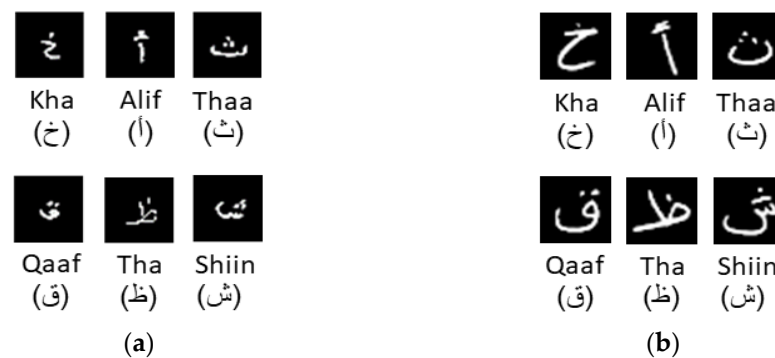 خ أ ث خ أ ث
Kha Alif Thaa Kha Alif Thaa
(خ) (أ) (ث) (خ) (أ) (ث)
ق ظ ش ق ظ ش
Qaaf Tha Shiin Qaaf Tha Shiin
(ق) (ظ) (ش) (ق) (ظ) (ش)
(a) (b)